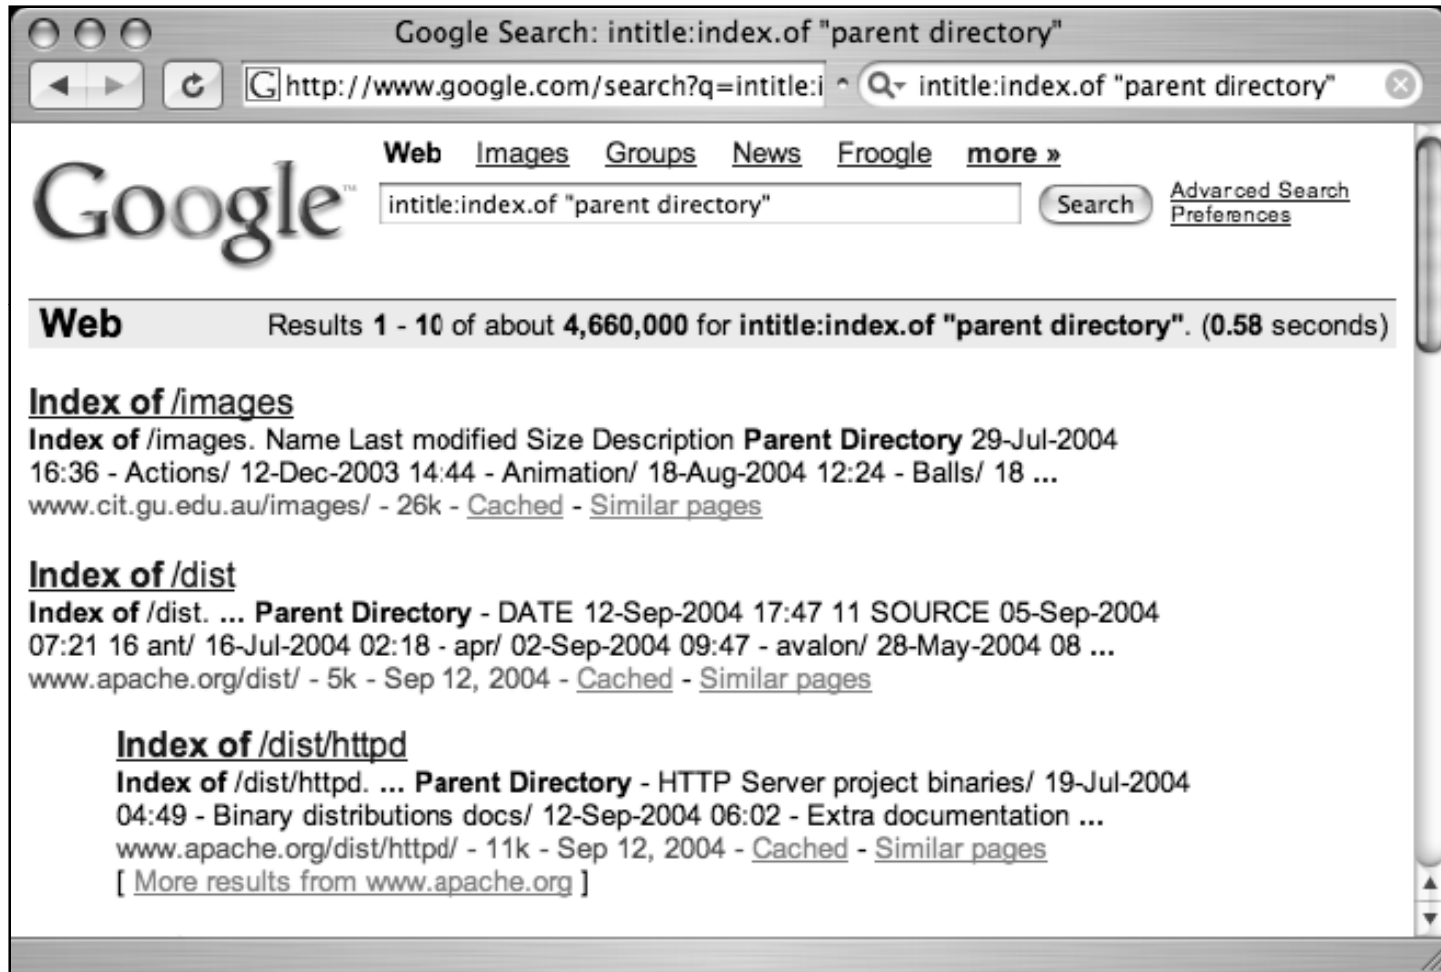 Google Search: intitle:index.of "parent directory"
G http://www.google.com/search?q=intitle:i intitle:index.of "parent directory"
Web Images Groups News Froogle more »
Google™ intitle:index.of "parent directory" Search Advanced Search
Preferences
Web Results 1 - 10 of about 4,660,000 for intitle:index.of "parent directory". (0.58 seconds)
Index of /images
Index of /images. Name Last modified Size Description Parent Directory 29-Jul-2004
16:36 - Actions/ 12-Dec-2003 14:44 - Animation/ 18-Aug-2004 12:24 - Balls/ 18 ...
www.cit.gu.edu.au/images/ - 26k - Cached - Similar pages
Index of /dist
Index of /dist. ... Parent Directory - DATE 12-Sep-2004 17:47 11 SOURCE 05-Sep-2004
07:21 16 ant/ 16-Jul-2004 02:18 - apr/ 02-Sep-2004 09:47 - avalon/ 28-May-2004 08 ...
www.apache.org/dist/ - 5k - Sep 12, 2004 - Cached - Similar pages
Index of /dist/httpd
Index of /dist/httpd. ... Parent Directory - HTTP Server project binaries/ 19-Jul-2004
04:49 - Binary distributions docs/ 12-Sep-2004 06:02 - Extra documentation ...
www.apache.org/dist/httpd/ - 11k - Sep 12, 2004 - Cached - Similar pages
[ More results from www.apache.org ]